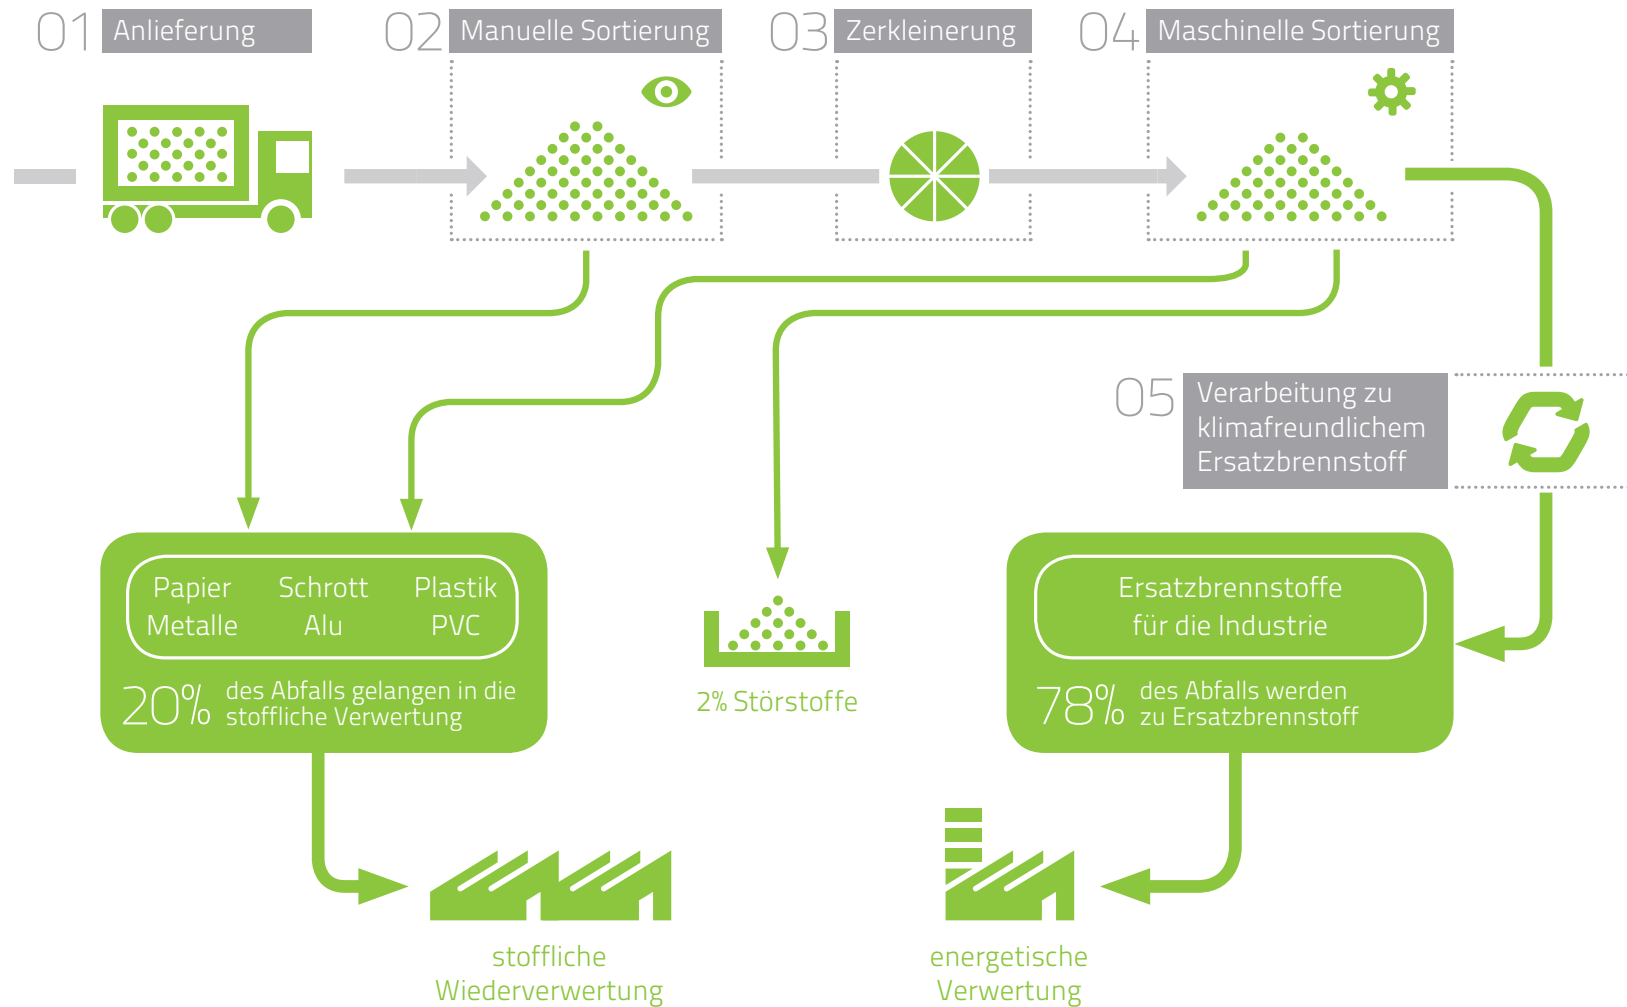 01 Anlieferung
02 Manuelle Sortierung
03 Zerkleinerung
04 Maschinelle Sortierung
05 Verarbeitung zu
klimafreundlichem
Ersatzbrennstoff
Papier Schrott Plastik
Metalle Alu PVC
20% des Abfalls gelangen in die
stoffliche Verwertung
2% Störstoffe
Ersatzbrennstoffe
für die Industrie
78% des Abfalls werden
zu Ersatzbrennstoff
stoffliche
Wiederverwertung
energetische
Verwertung